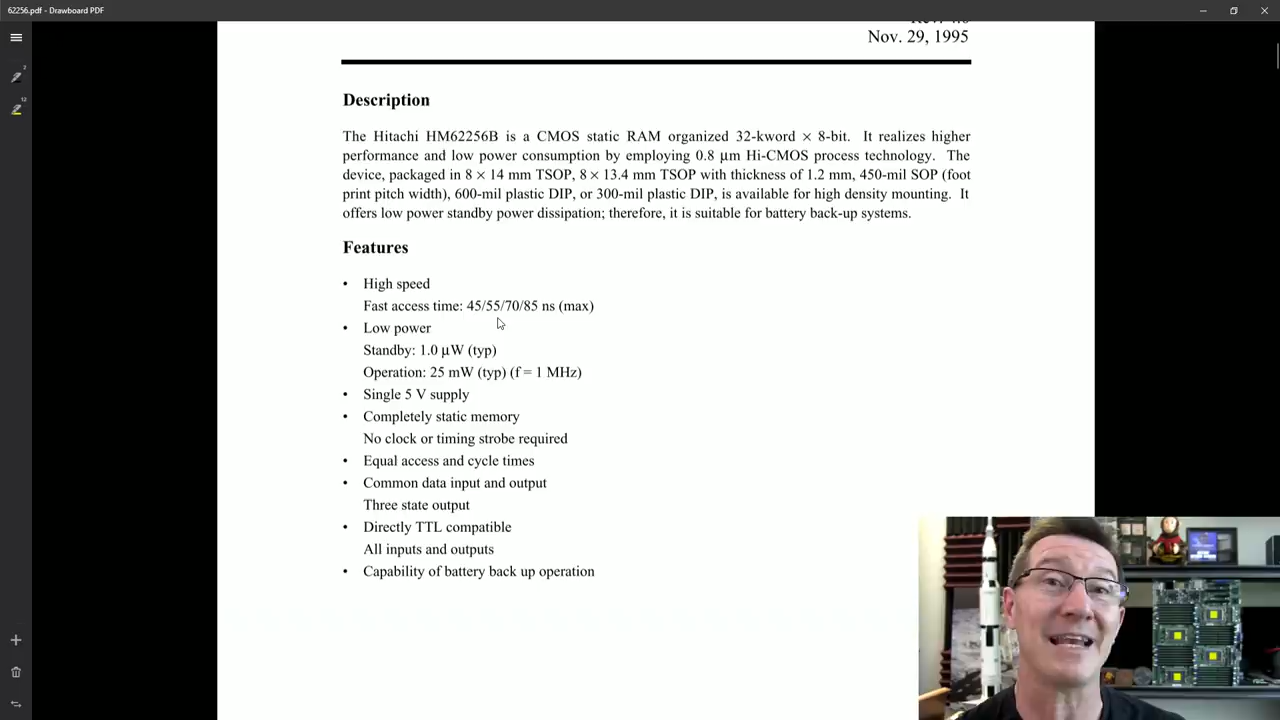 62256.pdf - Drawboard PDF
Nov. 29, 1995
Description
The Hitachi HM62256B is a CMOS static RAM organized 32-kword × 8-bit. It realizes higher
performance and low power consumption by employing 0.8 µm Hi-CMOS process technology. The
device, packaged in 8 × 14 mm TSOP, 8 × 13.4 mm TSOP with thickness of 1.2 mm, 450-mil SOP (foot
print pitch width), 600-mil plastic DIP, or 300-mil plastic DIP, is available for high density mounting. It
offers low power standby power dissipation; therefore, it is suitable for battery back-up systems.
Features
• High speed
Fast access time: 45/55/70/85 ns (max)
• Low power
Standby: 1.0 µW (typ)
Operation: 25 mW (typ) (f = 1 MHz)
• Single 5 V supply
• Completely static memory
No clock or timing strobe required
• Equal access and cycle times
• Common data input and output
Three state output
• Directly TTL compatible
All inputs and outputs
• Capability of battery back up operation